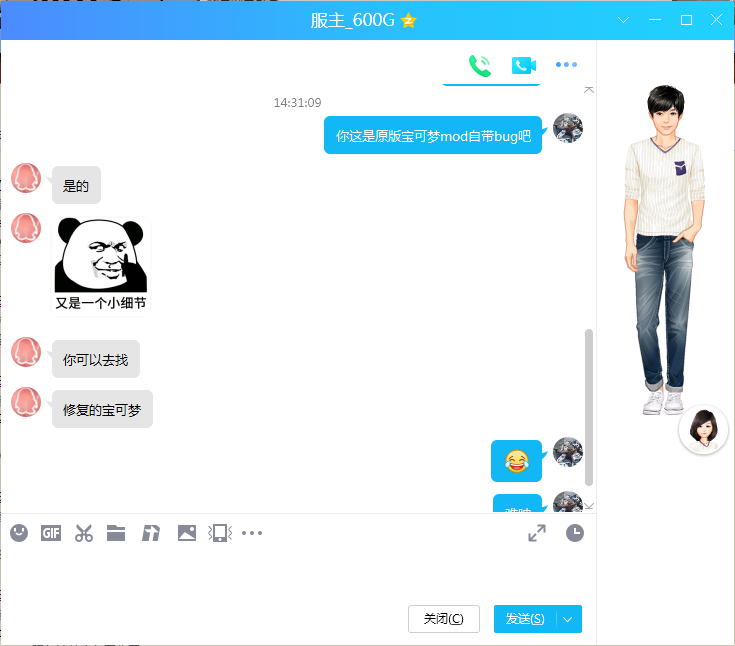 服主_600G
14:31:09
你这是原版宝可梦mod自带bug吧
是的
又是一个小细节
你可以去找
修复的宝可梦
GIF
关闭(C)
发送(S)